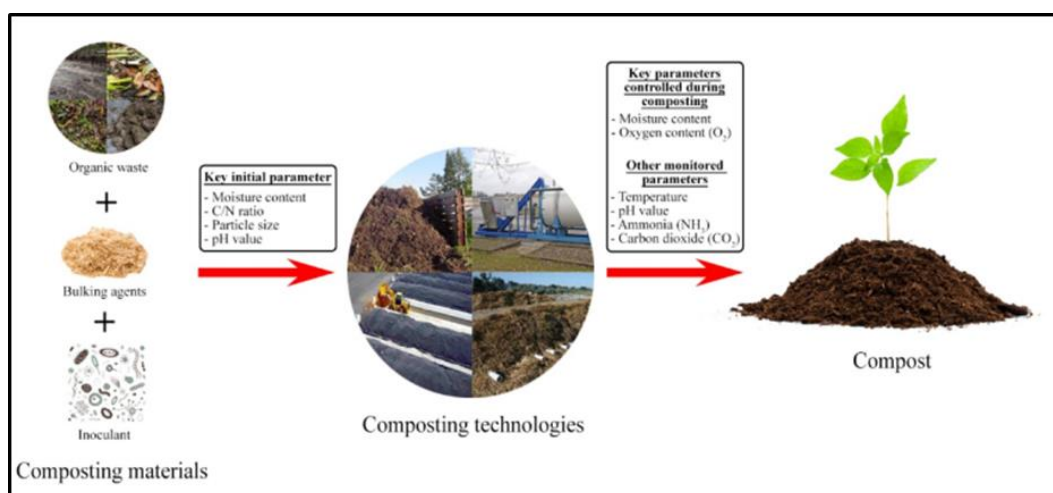 Organic waste
+
Bulking agents
+
Inoculant
Composting materials
Key initial parameter
- Moisture content
- C/N ratio
- Particle size
- pH value
Composting technologies
Key parameters
controlled during
composting
- Moisture content
- Oxygen content (O₂)
Other monitored
parameters
- Temperature
- pH value
- Ammonia (NH₃)
- Carbon dioxide (CO₂)
Compost